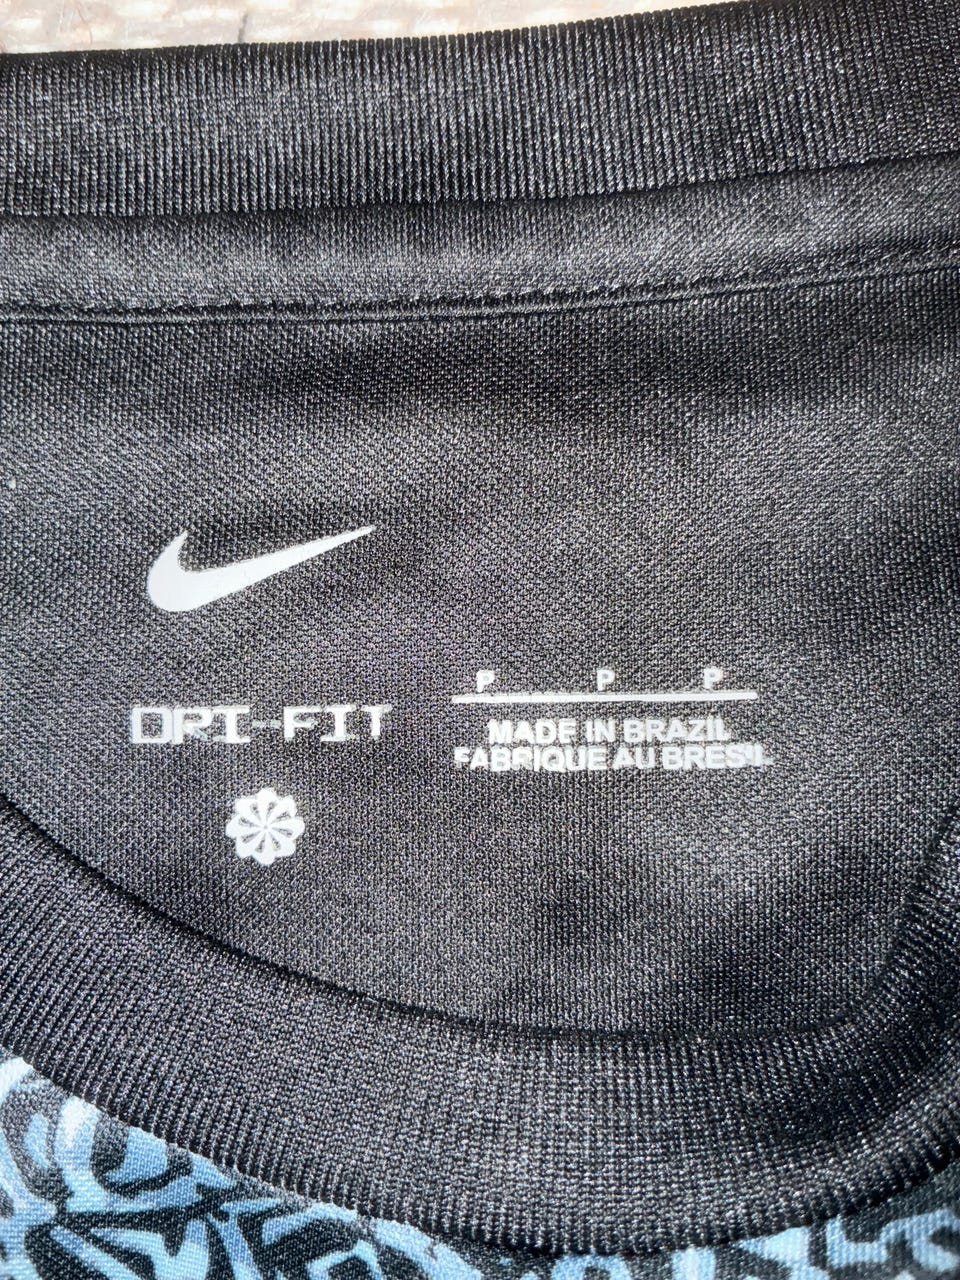 DRI-FIT
P P P
MADE IN BRAZIL
FABRIQUE AU BRESIL